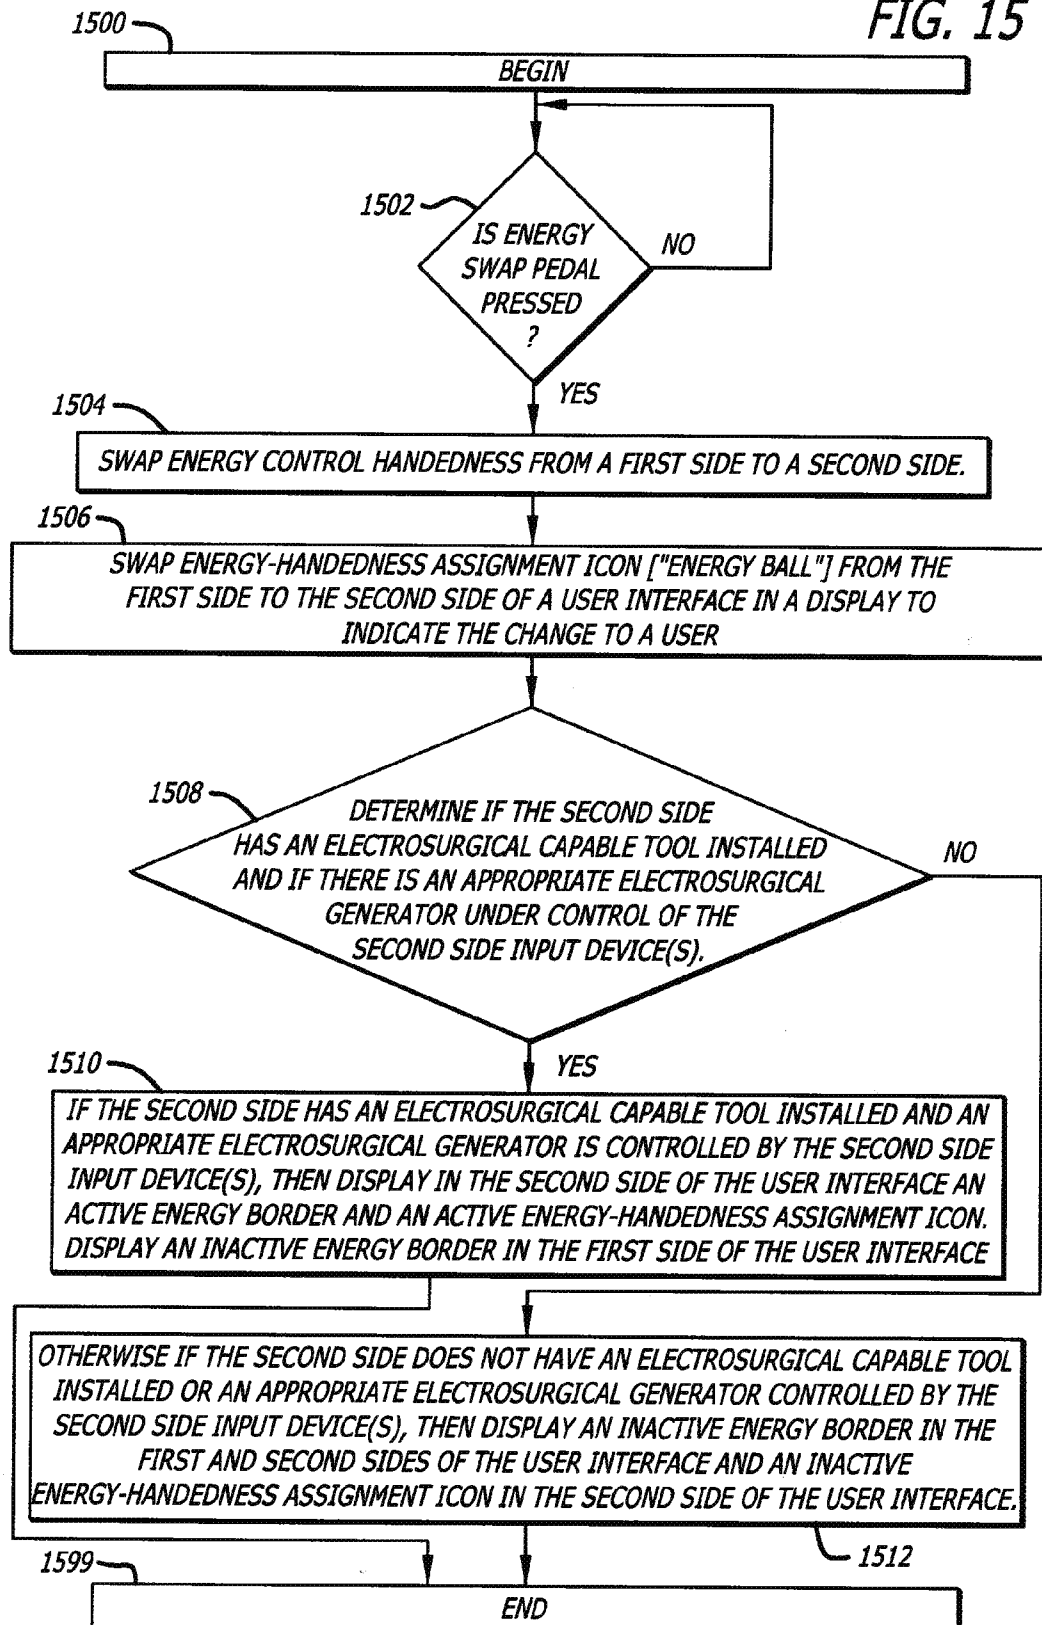 FIG. 15
1500
BEGIN
1502
IS ENERGY
SWAP PEDAL
PRESSED
?
NO
YES
1504
SWAP ENERGY CONTROL HANDEDNESS FROM A FIRST SIDE TO A SECOND SIDE.
1506
SWAP ENERGY-HANDEDNESS ASSIGNMENT ICON ["ENERGY BALL"] FROM THE
FIRST SIDE TO THE SECOND SIDE OF A USER INTERFACE IN A DISPLAY TO
INDICATE THE CHANGE TO A USER
1508
DETERMINE IF THE SECOND SIDE
HAS AN ELECTROSURGICAL CAPABLE TOOL INSTALLED
AND IF THERE IS AN APPROPRIATE ELECTROSURGICAL
GENERATOR UNDER CONTROL OF THE
SECOND SIDE INPUT DEVICE(S).
NO
YES
1510
IF THE SECOND SIDE HAS AN ELECTROSURGICAL CAPABLE TOOL INSTALLED AND AN
APPROPRIATE ELECTROSURGICAL GENERATOR IS CONTROLLED BY THE SECOND SIDE
INPUT DEVICE(S), THEN DISPLAY IN THE SECOND SIDE OF THE USER INTERFACE AN
ACTIVE ENERGY BORDER AND AN ACTIVE ENERGY-HANDEDNESS ASSIGNMENT ICON.
DISPLAY AN INACTIVE ENERGY BORDER IN THE FIRST SIDE OF THE USER INTERFACE
OTHERWISE IF THE SECOND SIDE DOES NOT HAVE AN ELECTROSURGICAL CAPABLE TOOL
INSTALLED OR AN APPROPRIATE ELECTROSURGICAL GENERATOR CONTROLLED BY THE
SECOND SIDE INPUT DEVICE(S), THEN DISPLAY AN INACTIVE ENERGY BORDER IN THE
FIRST AND SECOND SIDES OF THE USER INTERFACE AND AN INACTIVE
ENERGY-HANDEDNESS ASSIGNMENT ICON IN THE SECOND SIDE OF THE USER INTERFACE.
1512
1599
END